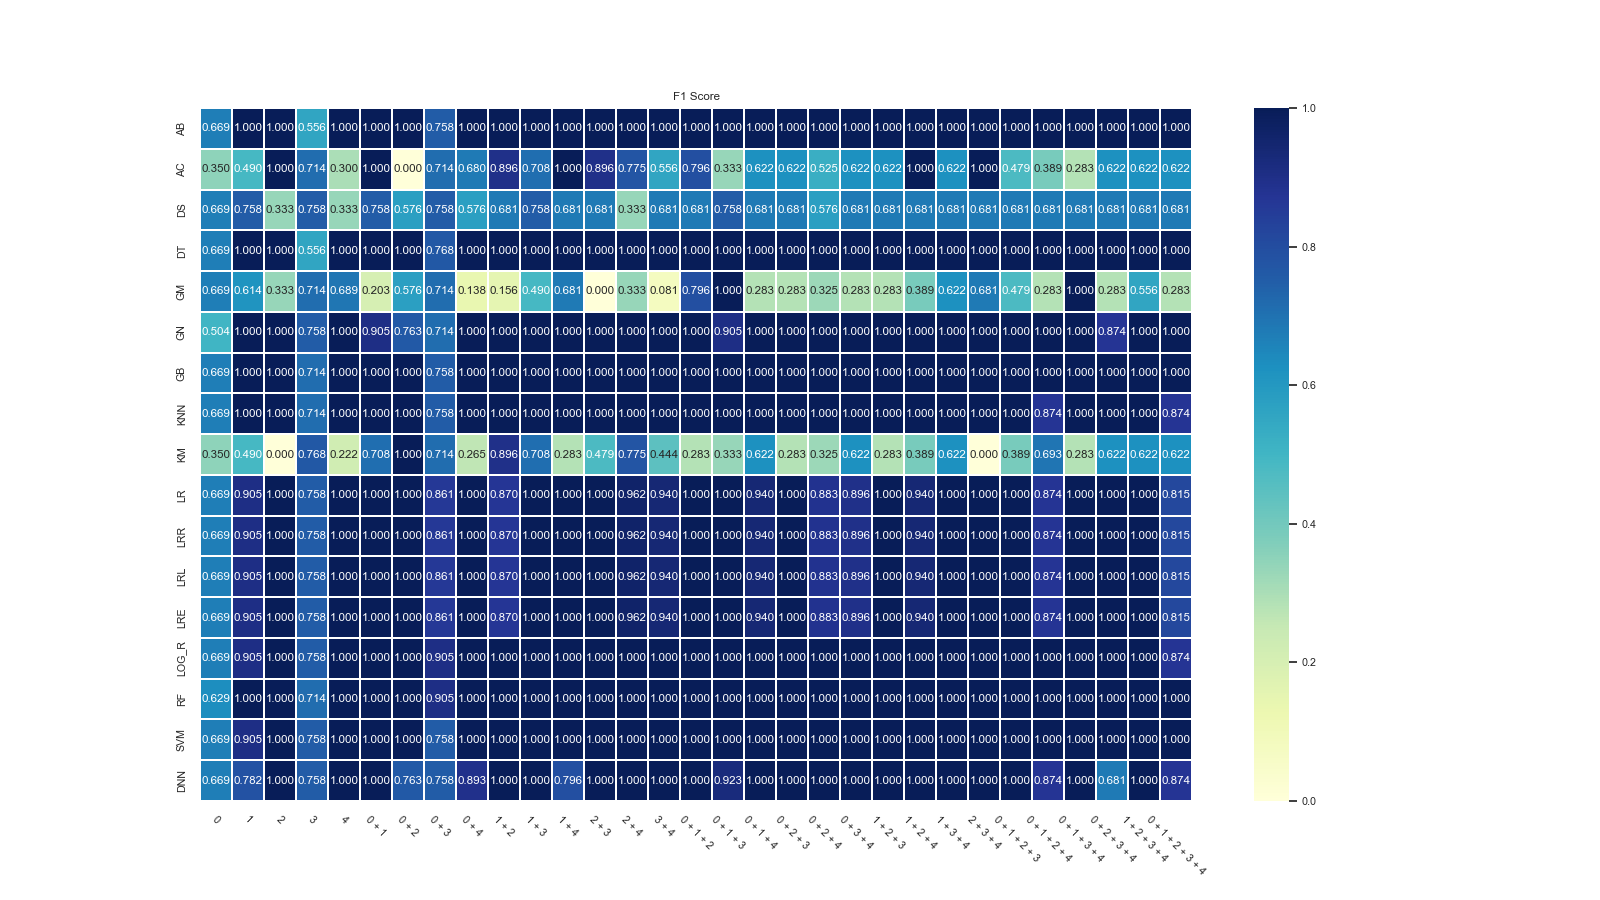 F1 Score
AB 0.669 1.000 1.000 0.556 1.000 1.000 1.000 0.758 1.000 1.000 1.000 1.000 1.000 1.000 1.000 1.000 1.000 1.000 1.000 1.000 1.000 1.000 1.000 1.000 1.000 1.000 1.000 1.000 1.000 1.000 1.000
AC 0.350 0.490 1.000 0.714 0.300 1.000 0.000 0.714 0.680 0.896 0.708 1.000 0.896 0.775 0.556 0.796 0.333 0.622 0.622 0.525 0.622 0.622 1.000 0.622 1.000 0.479 0.389 0.283 0.622 0.622 0.622
DS 0.669 0.758 0.333 0.758 0.333 0.758 0.576 0.758 0.576 0.681 0.758 0.681 0.681 0.333 0.681 0.681 0.758 0.681 0.681 0.576 0.681 0.681 0.681 0.681 0.681 0.681 0.681 0.681 0.681 0.681 0.681
DT 0.669 1.000 1.000 0.556 1.000 1.000 1.000 0.768 1.000 1.000 1.000 1.000 1.000 1.000 1.000 1.000 1.000 1.000 1.000 1.000 1.000 1.000 1.000 1.000 1.000 1.000 1.000 1.000 1.000 1.000 1.000
GM 0.669 0.614 0.333 0.714 0.689 0.203 0.576 0.714 0.138 0.156 0.490 0.681 0.000 0.333 0.081 0.796 1.000 0.283 0.283 0.325 0.283 0.283 0.389 0.622 0.681 0.479 0.283 1.000 0.283 0.556 0.283
GN 0.504 1.000 1.000 0.758 1.000 0.905 0.763 0.714 1.000 1.000 1.000 1.000 1.000 1.000 1.000 1.000 0.905 1.000 1.000 1.000 1.000 1.000 1.000 1.000 1.000 1.000 1.000 1.000 0.874 1.000 1.000
GB 0.669 1.000 1.000 0.714 1.000 1.000 1.000 0.758 1.000 1.000 1.000 1.000 1.000 1.000 1.000 1.000 1.000 1.000 1.000 1.000 1.000 1.000 1.000 1.000 1.000 1.000 1.000 1.000 1.000 1.000 1.000
KNN 0.669 1.000 1.000 0.714 1.000 1.000 1.000 0.758 1.000 1.000 1.000 1.000 1.000 1.000 1.000 1.000 1.000 1.000 1.000 1.000 1.000 1.000 1.000 1.000 1.000 1.000 0.874 1.000 1.000 1.000 0.874
KM 0.350 0.490 0.000 0.768 0.222 0.708 1.000 0.714 0.265 0.896 0.708 0.283 0.479 0.775 0.444 0.283 0.333 0.622 0.283 0.325 0.622 0.283 0.389 0.622 0.000 0.389 0.693 0.283 0.622 0.622 0.622
LR 0.669 0.905 1.000 0.758 1.000 1.000 1.000 0.861 1.000 0.870 1.000 1.000 1.000 0.962 0.940 1.000 1.000 0.940 1.000 0.883 0.896 1.000 0.940 1.000 1.000 1.000 0.874 1.000 1.000 1.000 0.815
LRR 0.669 0.905 1.000 0.758 1.000 1.000 1.000 0.861 1.000 0.870 1.000 1.000 1.000 0.962 0.940 1.000 1.000 0.940 1.000 0.883 0.896 1.000 0.940 1.000 1.000 1.000 0.874 1.000 1.000 1.000 0.815
LRL 0.669 0.905 1.000 0.758 1.000 1.000 1.000 0.861 1.000 0.870 1.000 1.000 1.000 0.962 0.940 1.000 1.000 0.940 1.000 0.883 0.896 1.000 0.940 1.000 1.000 1.000 0.874 1.000 1.000 1.000 0.815
LRE 0.669 0.905 1.000 0.758 1.000 1.000 1.000 0.861 1.000 0.870 1.000 1.000 1.000 0.962 0.940 1.000 1.000 0.940 1.000 0.883 0.896 1.000 0.940 1.000 1.000 1.000 0.874 1.000 1.000 1.000 0.815
LOG_R 0.669 0.905 1.000 0.758 1.000 1.000 1.000 0.905 1.000 1.000 1.000 1.000 1.000 1.000 1.000 1.000 1.000 1.000 1.000 1.000 1.000 1.000 1.000 1.000 1.000 1.000 1.000 1.000 1.000 1.000 0.874
RF 0.629 1.000 1.000 0.714 1.000 1.000 1.000 0.905 1.000 1.000 1.000 1.000 1.000 1.000 1.000 1.000 1.000 1.000 1.000 1.000 1.000 1.000 1.000 1.000 1.000 1.000 1.000 1.000 1.000 1.000 1.000
SVM 0.669 0.905 1.000 0.758 1.000 1.000 1.000 0.758 1.000 1.000 1.000 1.000 1.000 1.000 1.000 1.000 1.000 1.000 1.000 1.000 1.000 1.000 1.000 1.000 1.000 1.000 1.000 1.000 1.000 1.000 1.000
DNN 0.669 0.782 1.000 0.758 1.000 1.000 0.763 0.758 0.893 1.000 1.000 0.796 1.000 1.000 1.000 1.000 0.923 1.000 1.000 1.000 1.000 1.000 1.000 1.000 1.000 1.000 0.874 1.000 0.681 1.000 0.874
0
1
2
3
4
0 + 1
0 + 2
0 + 3
0 + 4
1 + 2
1 + 3
1 + 4
2 + 3
2 + 4
3 + 4
0 + 1 + 2
0 + 1 + 3
0 + 1 + 4
0 + 2 + 3
0 + 2 + 4
0 + 3 + 4
1 + 2 + 3
1 + 2 + 4
1 + 3 + 4
2 + 3 + 4
0 + 1 + 2 + 3
0 + 1 + 2 + 4
0 + 1 + 3 + 4
0 + 2 + 3 + 4
1 + 2 + 3 + 4
0 + 1 + 2 + 3 + 4
1.0
0.8
0.6
0.4
0.2
0.0